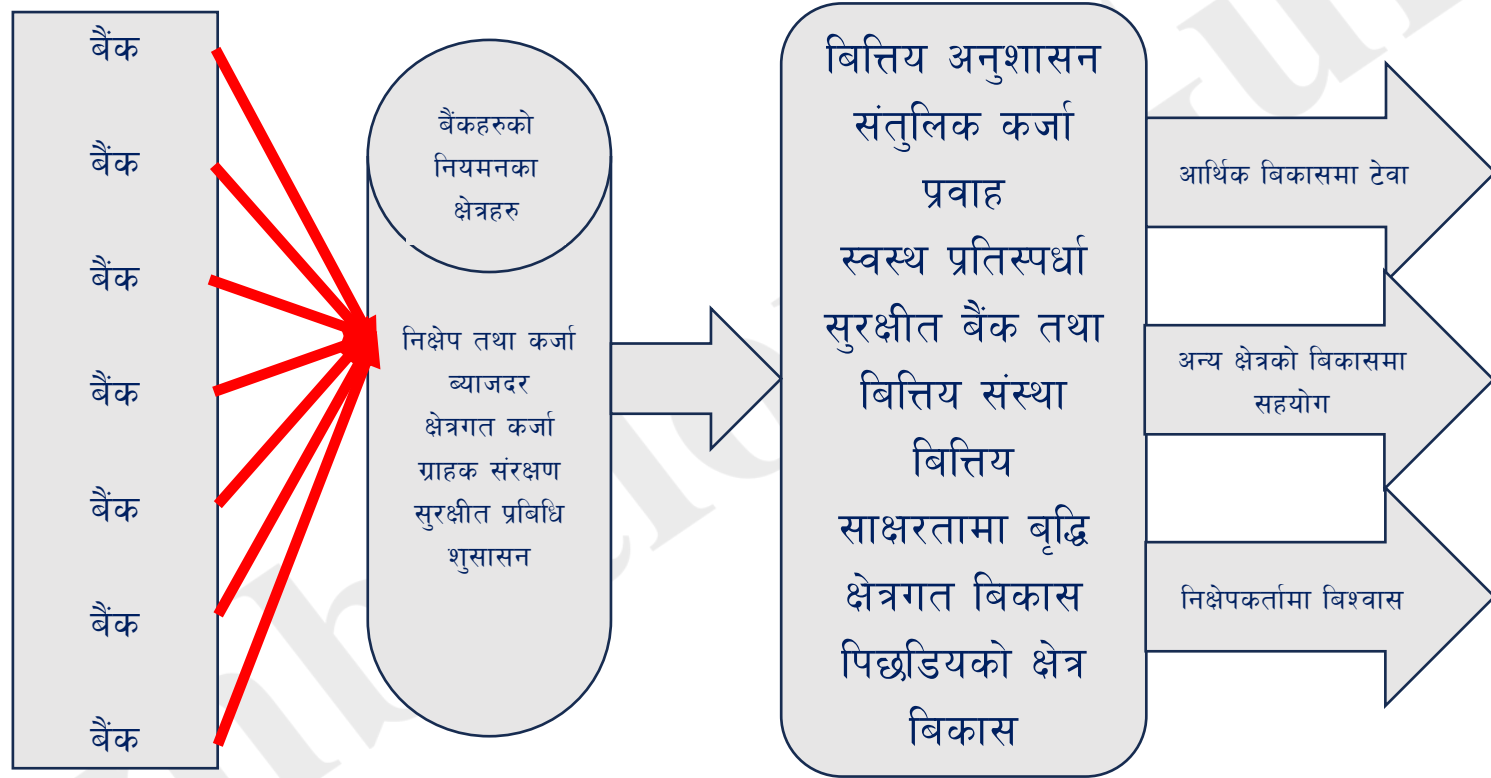 बैंक
बैंक
बैंक
बैंक
बैंक
बैंक
बैंक
बैंकहरुको
नियमनका
क्षेत्रहरु
निक्षेप तथा कर्जा
ब्याजदर
क्षेत्रगत कर्जा
ग्राहक संरक्षण
सुरक्षीत प्रबिधि
शुसासन
बित्तिय अनुशासन
संतुलिक कर्जा
प्रवाह
स्वस्थ प्रतिस्पर्धा
सुरक्षीत बैंक तथा
बित्तिय संस्था
बित्तिय
साक्षरतामा बृद्धि
क्षेत्रगत बिकास
पिछडियको क्षेत्र
बिकास
आर्थिक बिकासमा टेवा
अन्य क्षेत्रको बिकासमा
सहयोग
निक्षेपकर्तामा बिश्वास